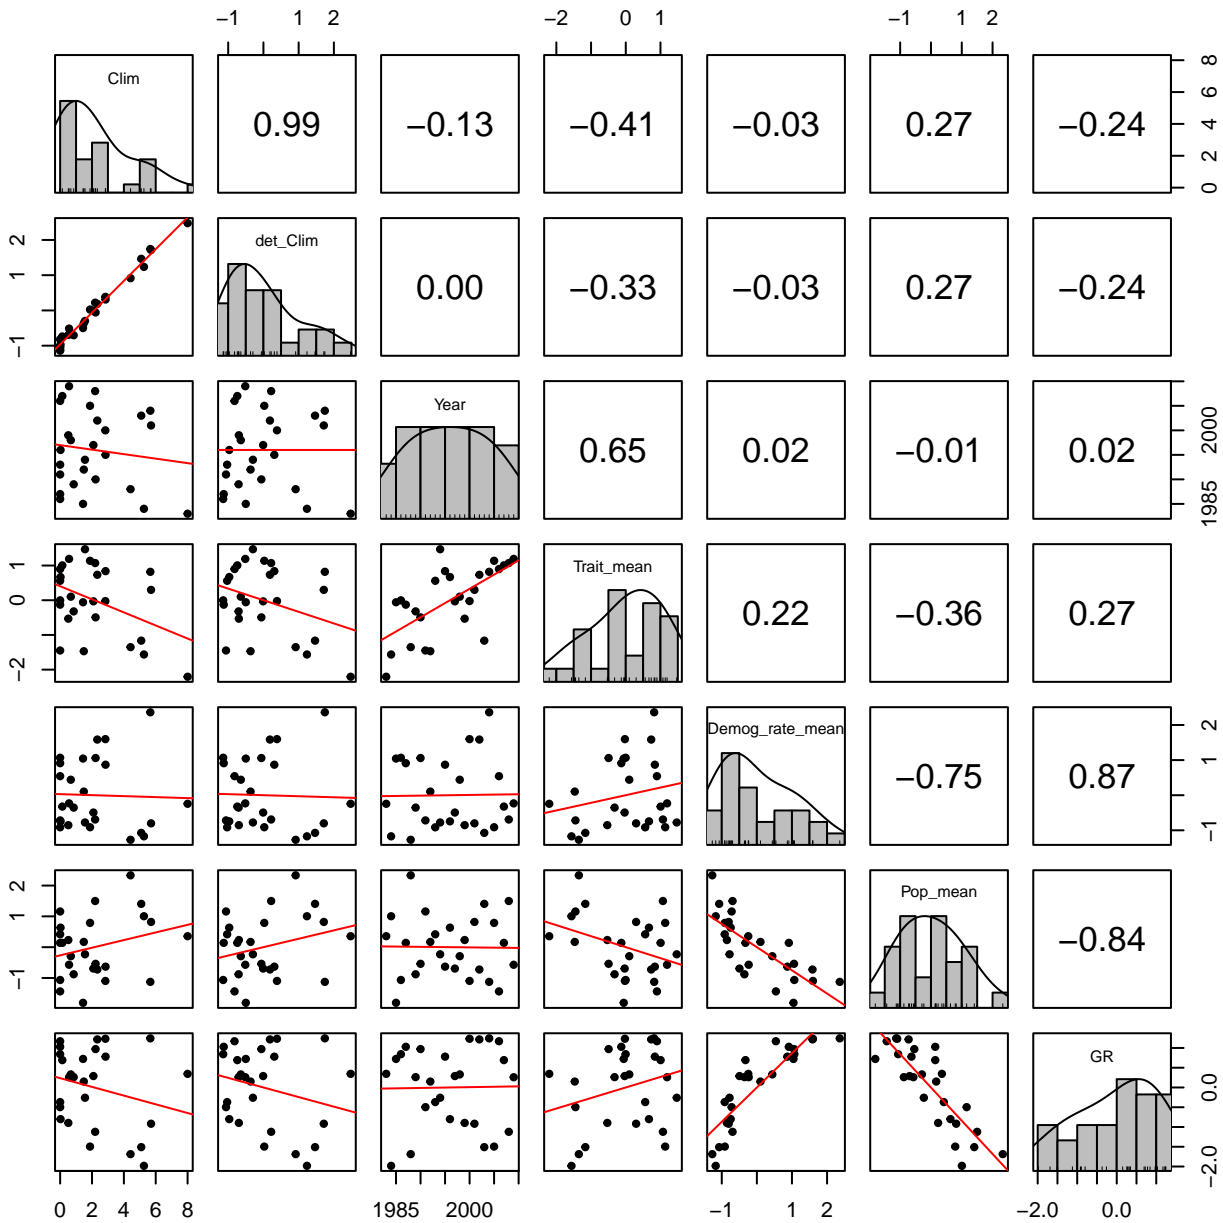 −1 1 2 −2 0 1 −1 1 2
Clim 0.99 −0.13 −0.41 −0.03 0.27 −0.24 0 2 4 6 8
−1 1 2 det_Clim 0.00 −0.33 −0.03 0.27 −0.24
Year 0.65 0.02 −0.01 0.02 1985 2000
−2 0 1 Trait_mean 0.22 −0.36 0.27
Demog_rate_mean −0.75 0.87 −1 1 2
−1 1 2 Pop_mean −0.84
GR −2.0 0.0
0 2 4 6 8 1985 2000 −1 1 2 −2.0 0.0